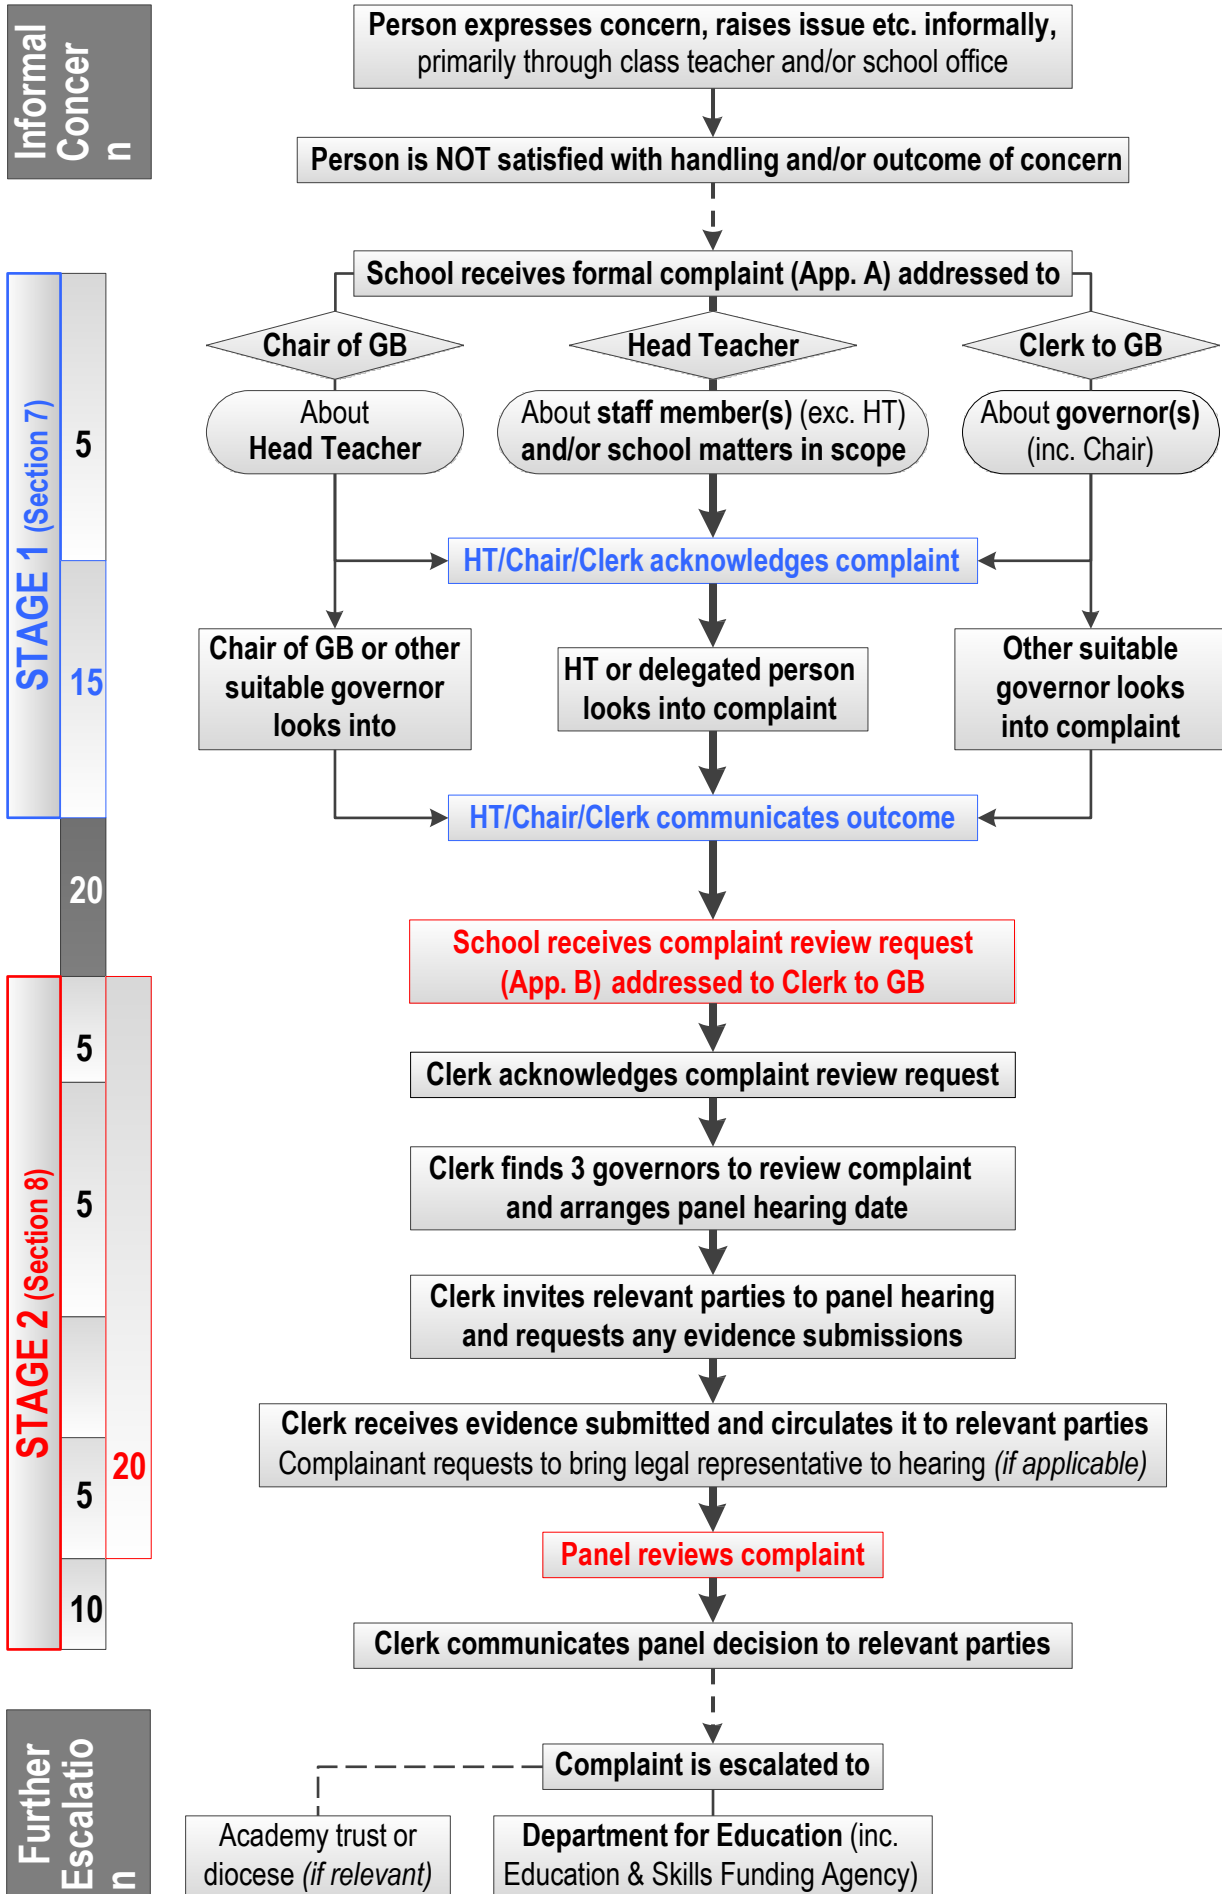 Informal
Concer
n
Person expresses concern, raises issue etc. informally,
primarily through class teacher and/or school office
Person is NOT satisfied with handling and/or outcome of concern
STAGE 1 (Section 7)
5
15
20
School receives formal complaint (App. A) addressed to
Chair of GB
Head Teacher
Clerk to GB
About
Head Teacher
About staff member(s) (exc. HT)
and/or school matters in scope
About governor(s)
(inc. Chair)
HT/Chair/Clerk acknowledges complaint
Chair of GB or other
suitable governor
looks into
HT or delegated person
looks into complaint
Other suitable
governor looks
into complaint
HT/Chair/Clerk communicates outcome
School receives complaint review request
(App. B) addressed to Clerk to GB
STAGE 2 (Section 8)
5
5
5
10
20
Clerk acknowledges complaint review request
Clerk finds 3 governors to review complaint
and arranges panel hearing date
Clerk invites relevant parties to panel hearing
and requests any evidence submissions
Clerk receives evidence submitted and circulates it to relevant parties
Complainant requests to bring legal representative to hearing (if applicable)
Panel reviews complaint
Clerk communicates panel decision to relevant parties
Further
Escalatio
n
Complaint is escalated to
Academy trust or
diocese (if relevant)
Department for Education (inc.
Education & Skills Funding Agency)